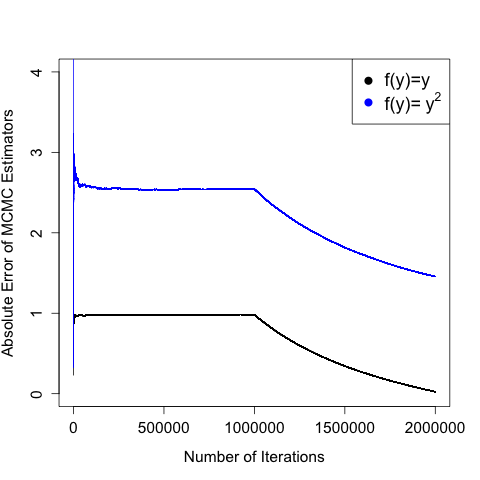 f(y)=y
f(y)= y²
Absolute Error of MCMC Estimators
4
3
2
1
0
0 500000 1000000 1500000 2000000
Number of Iterations